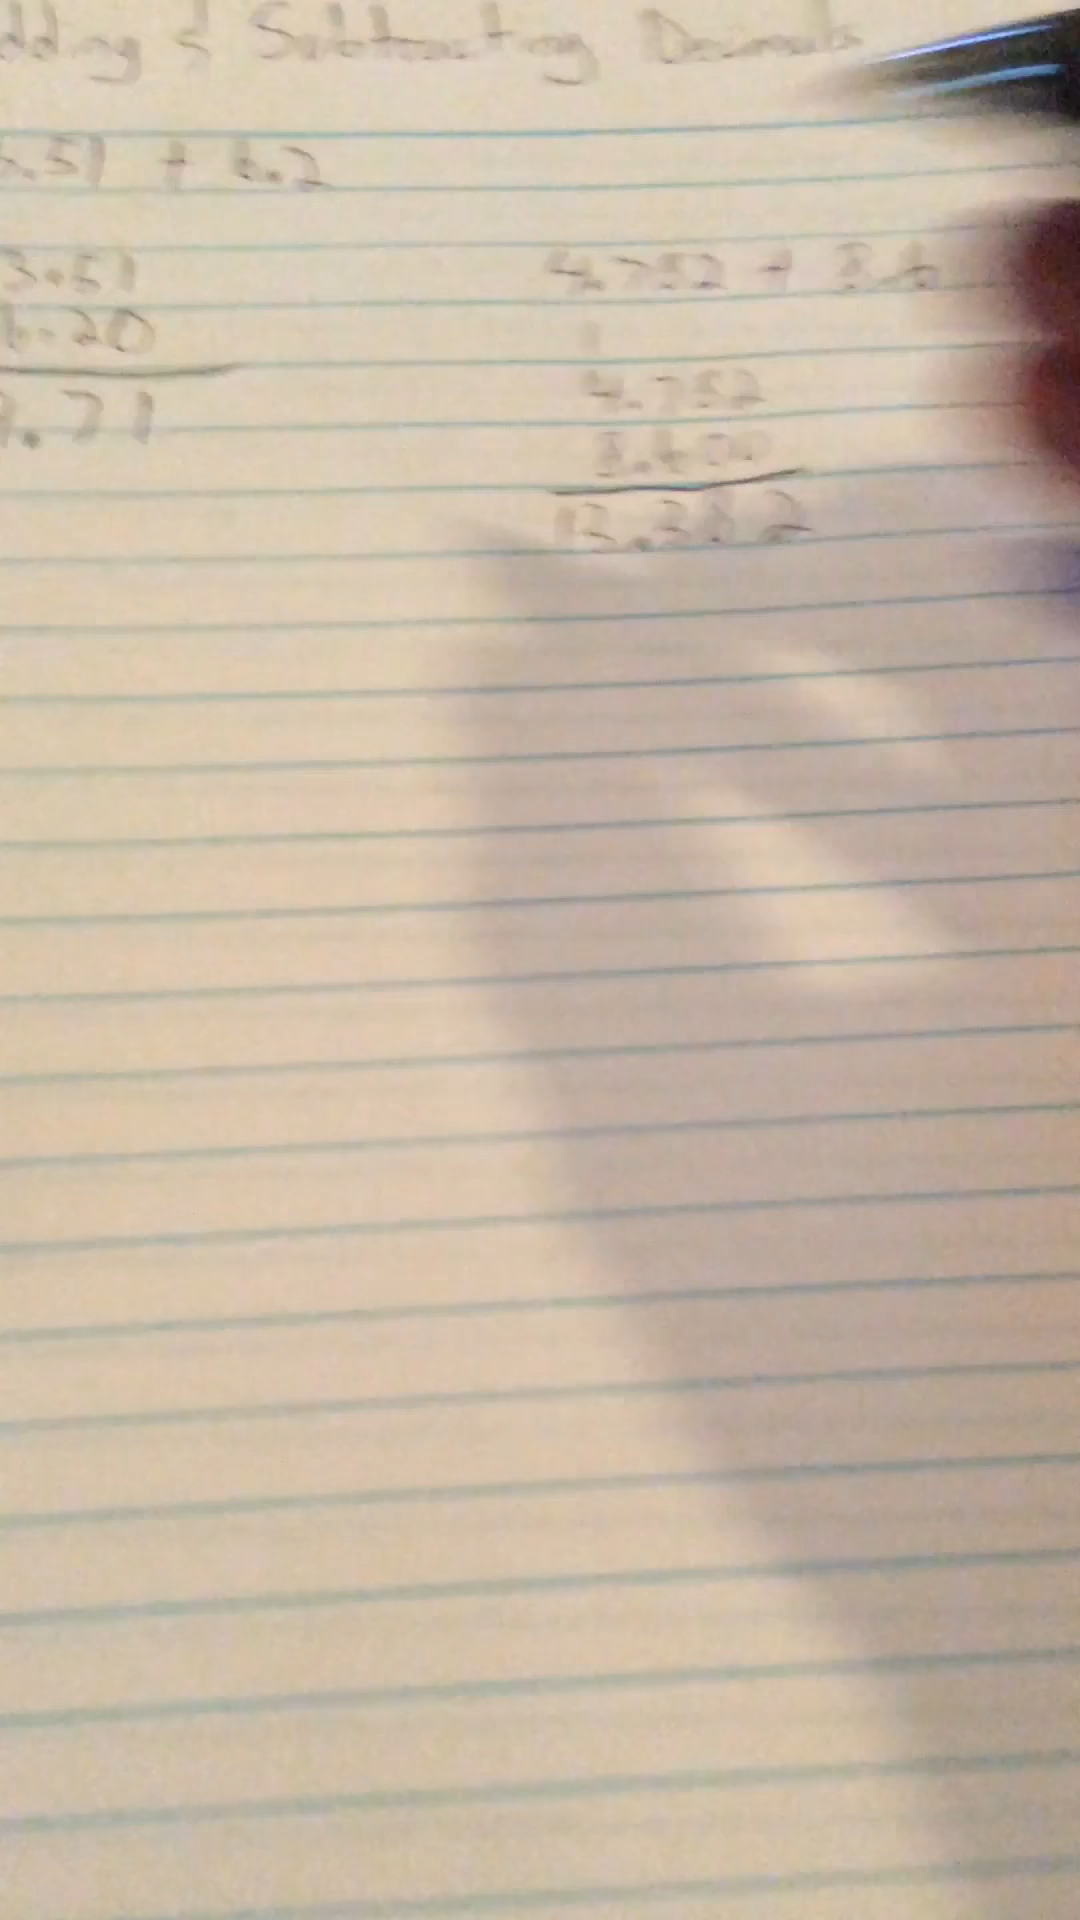 dding & Subtracting Decimals
3.51 + 6.2
3.51
6.20
9.71
4.752 + 8.6
1
4.752
8.600
13.352